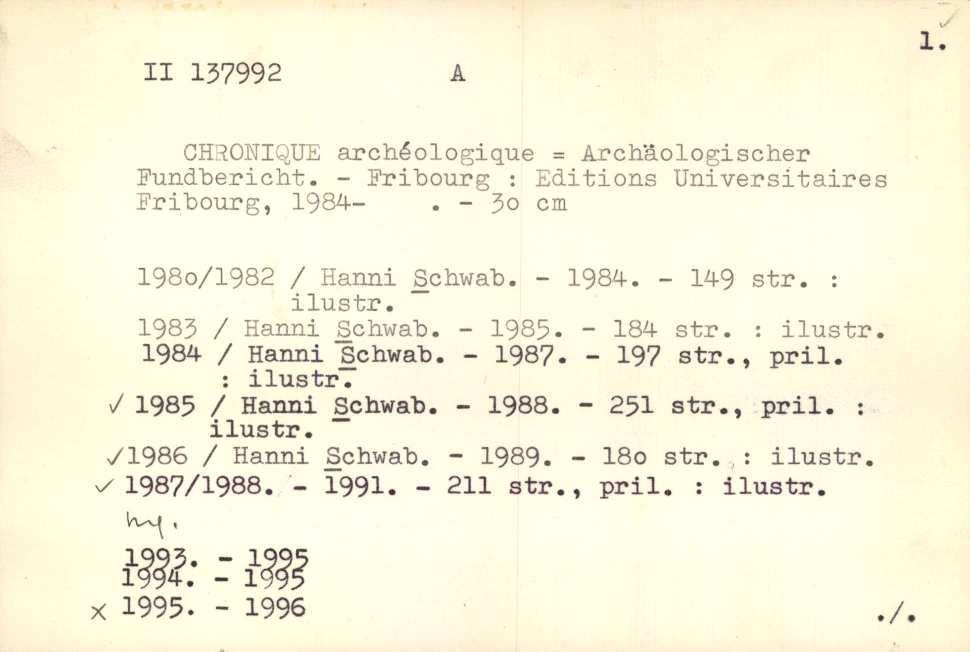 1.
II 137992 A
CHRONIQUE archéologique = Archäologischer
Fundbericht. - Fribourg : Editions Universitaires
Fribourg, 1984- . - 3o cm
198o/1982 / Hanni Schwab. - 1984. - 149 str. :
ilustr.
1983 / Hanni Schwab. - 1985. - 184 str. : ilustr.
1984 / Hanni Schwab. - 1987. - 197 str., pril.
: ilustr.
✓ 1985 / Hanni Schwab. - 1988. - 251 str., pril. :
ilustr.
✓ 1986 / Hanni Schwab. - 1989. - 18o str. : ilustr.
✓ 1987/1988. - 1991. - 211 str., pril. : ilustr.
1993. - 1995
1994. - 1995
x 1995. - 1996
./.